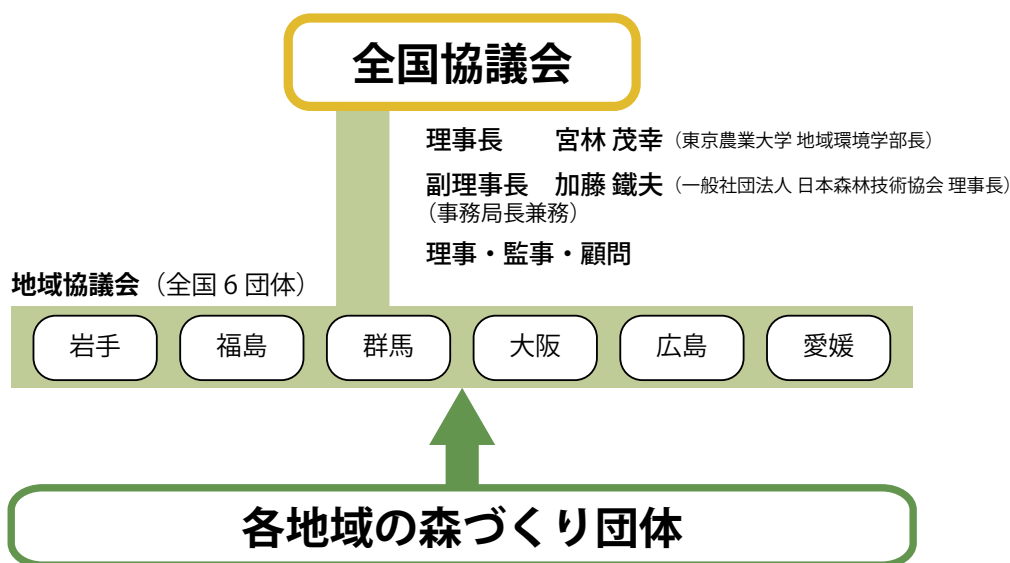 全国協議会
理事長　宮林 茂幸（東京農業大学 地域環境学部長）
副理事長　加藤 鐵夫（一般社団法人 日本森林技術協会 理事長）
（事務局長兼務）
理事・監事・顧問
地域協議会（全国 6 団体）
岩手　福島　群馬　大阪　広島　愛媛
各地域の森づくり団体